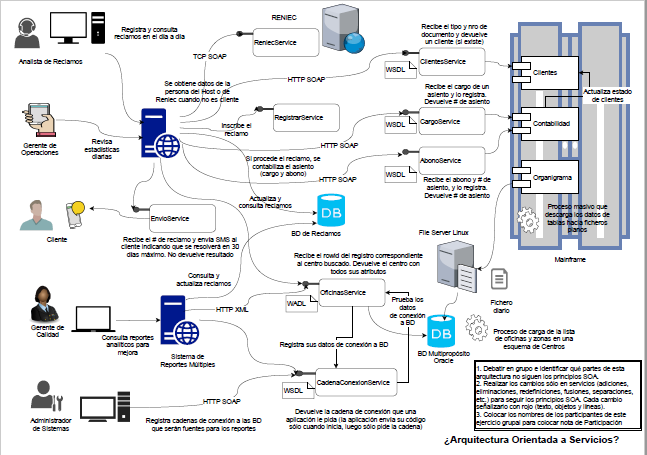 Registra y consulta
reclamos en el día a día
Analista de Reclamos
RENIEC
ReniecService
TCP SOAP
Recibe el tipo y nro de
documento y devuelve
un cliente (si existe)
ClientesService
WSDL
HTTP SOAP
Se obtiene datos de la
persona del Host o de
Reniec cuando no es cliente
Clientes
Actualiza estado
de clientes
Contabilidad
Organigrama
Proceso masivo que
descarga los datos de
tablas hacia ficheros
planos
Mainframe
Recibe el cargo de un
asiento y lo registra.
Devuelve # de asiento
WSDL
CargoService
HTTP SOAP
RegistrarService
Inscribe el
reclamo
Gerente de
Operaciones
Revisa
estadísticas
diarias
Si procede el reclamo, se
contabiliza el asiento
(cargo y abono)
HTTP SOAP
WSDL
AbonoService
Recibe el abono y # de
asiento, y lo registra.
Devuelve # de asiento
Actualiza y
consulta reclamos
DB
BD de Reclamos
Cliente
EnvioService
Recibe el # de reclamo y envía SMS al
cliente indicando que se resolverá en 30
días máximo. No devuelve resultado
File Server Linux
Fichero
diario
Recibe el rowid del registro correspondiente
al centro buscado. Devuelve el centro con
todos sus atributos
Consulta y
actualiza reclamos
OficinasService
WADL
HTTP XML
Prueba los
datos
de conexión
a BD
DB
BD Multipropósito
Oracle
Proceso de carga de la lista
de oficinas y zonas en una
esquema de Centros
Gerente de
Calidad
Consulta reportes
analíticos para
mejora
Sistema de
Reportes Múltiples
Registra sus datos de conexión a BD
WSDL
CadenaConexionService
HTTP SOAP
Administrador
de Sistemas
Registra cadenas de conexión a las BD
que serán fuentes para los reportes
Devuelve la cadena de conexión que una
aplicación le pida (la aplicación envía su código
sólo cuando inicia, luego sólo pide la cadena)
1. Debatir en grupo e identificar qué partes de esta
arquitectura no siguen los principios SOA.
2. Realizar los cambios sólo en servicios (adiciones,
eliminaciones, redefiniciones, fusiones, separaciones,
etc.) para seguir los principios SOA. Cada cambio
señalizarlo con rojo (texto, objetos y líneas).
3. Colocar los nombres de los participantes de este
ejercicio grupal para colocar nota de Participación
¿Arquitectura Orientada a Servicios?